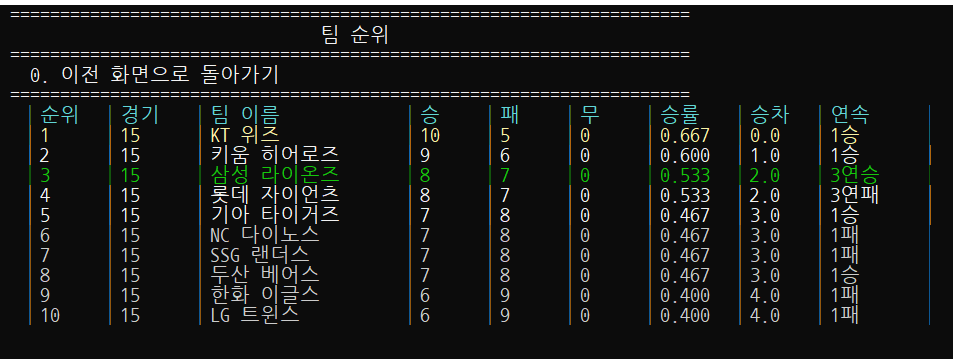 ====================================================================
팀 순위
====================================================================
0. 이전 화면으로 돌아가기
====================================================================
| 순위 | 경기 | 팀 이름 | 승 | 패 | 무 | 승률 | 승차 | 연속 |
| 1 | 15 | KT 위즈 | 10 | 5 | 0 | 0.667 | 0.0 | 1승
| 2 | 15 | 키움 히어로즈 | 9 | 6 | 0 | 0.600 | 1.0 | 1승 |
| 3 | 15 | 삼성 라이온즈 | 8 | 7 | 0 | 0.533 | 2.0 | 3연승 |
| 4 | 15 | 롯데 자이언츠 | 8 | 7 | 0 | 0.533 | 2.0 | 3연패 |
| 5 | 15 | 기아 타이거즈 | 7 | 8 | 0 | 0.467 | 3.0 | 1승 |
| 6 | 15 | NC 다이노스 | 7 | 8 | 0 | 0.467 | 3.0 | 1패
| 7 | 15 | SSG 랜더스 | 7 | 8 | 0 | 0.467 | 3.0 | 1패
| 8 | 15 | 두산 베어스 | 7 | 8 | 0 | 0.467 | 3.0 | 1승
| 9 | 15 | 한화 이글스 | 6 | 9 | 0 | 0.400 | 4.0 | 1패
| 10 | 15 | LG 트윈스 | 6 | 9 | 0 | 0.400 | 4.0 | 1패